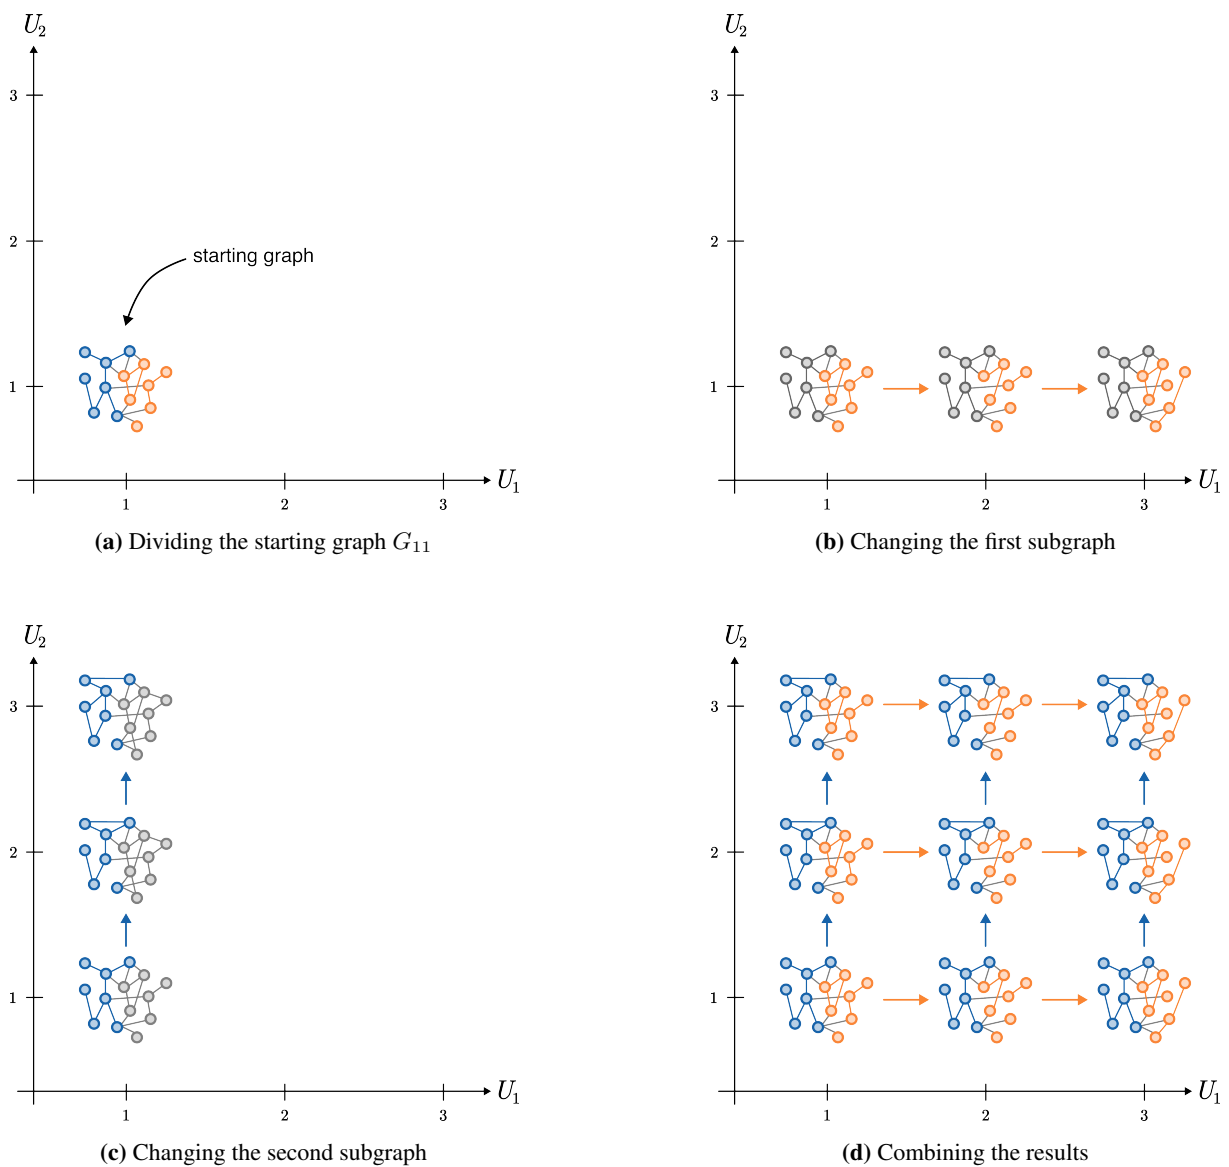 U₂
3
2
starting graph
1
U₁
1 2 3
(a) Dividing the starting graph G₁₁
U₂
3
2
1
U₁
1 2 3
(b) Changing the first subgraph
U₂
3
2
1
U₁
1 2 3
(c) Changing the second subgraph
U₂
3
2
1
U₁
1 2 3
(d) Combining the results